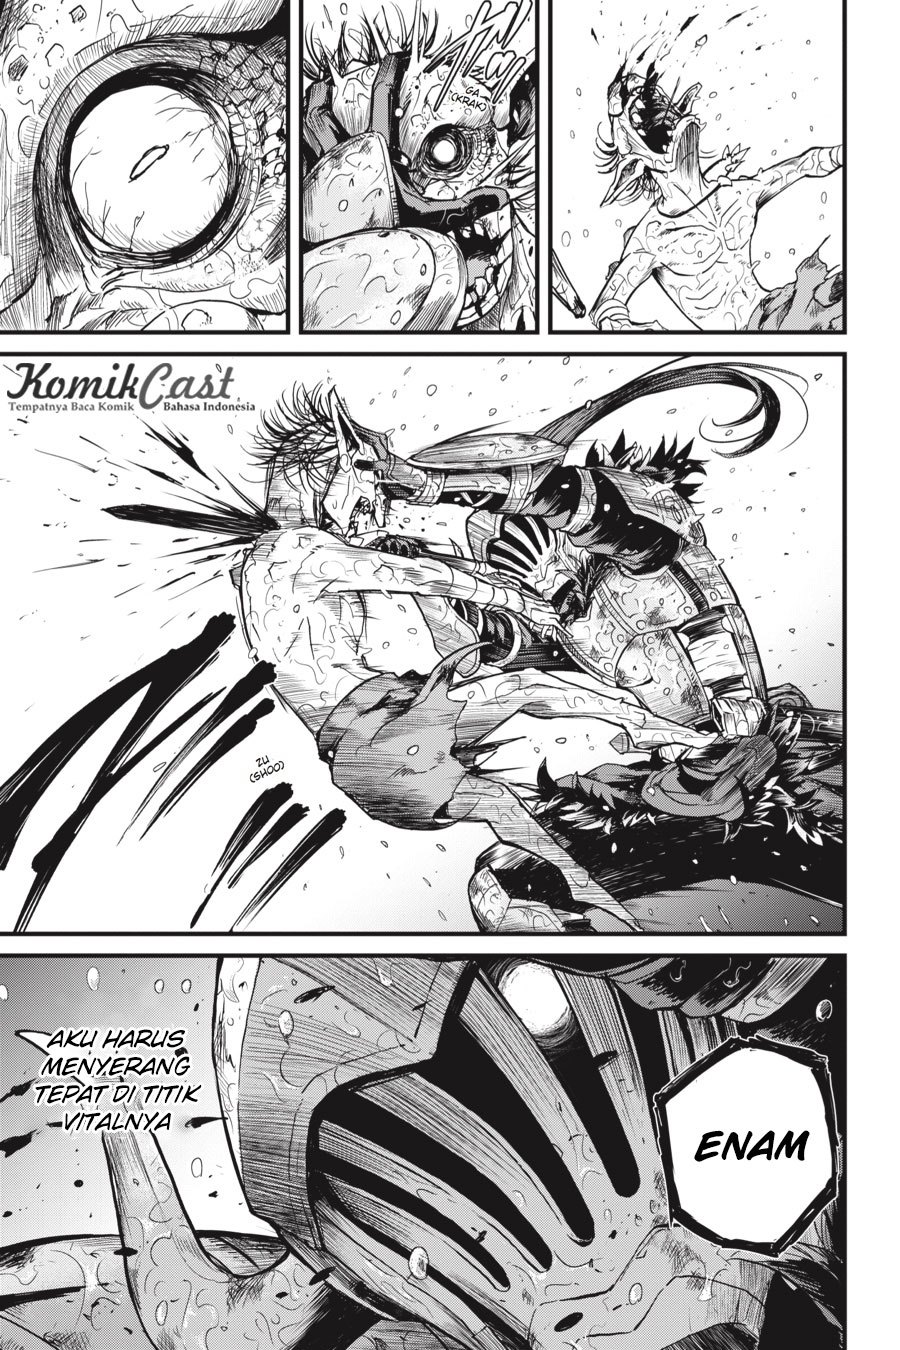 GA
(KRAK)
KomikCast
Tempatnya Baca Komik Bahasa Indonesia
ZU
(SHOO)
ENAM
AKU HARUS
MENYERANG
TEPAT DI TITIK
VITALNYA